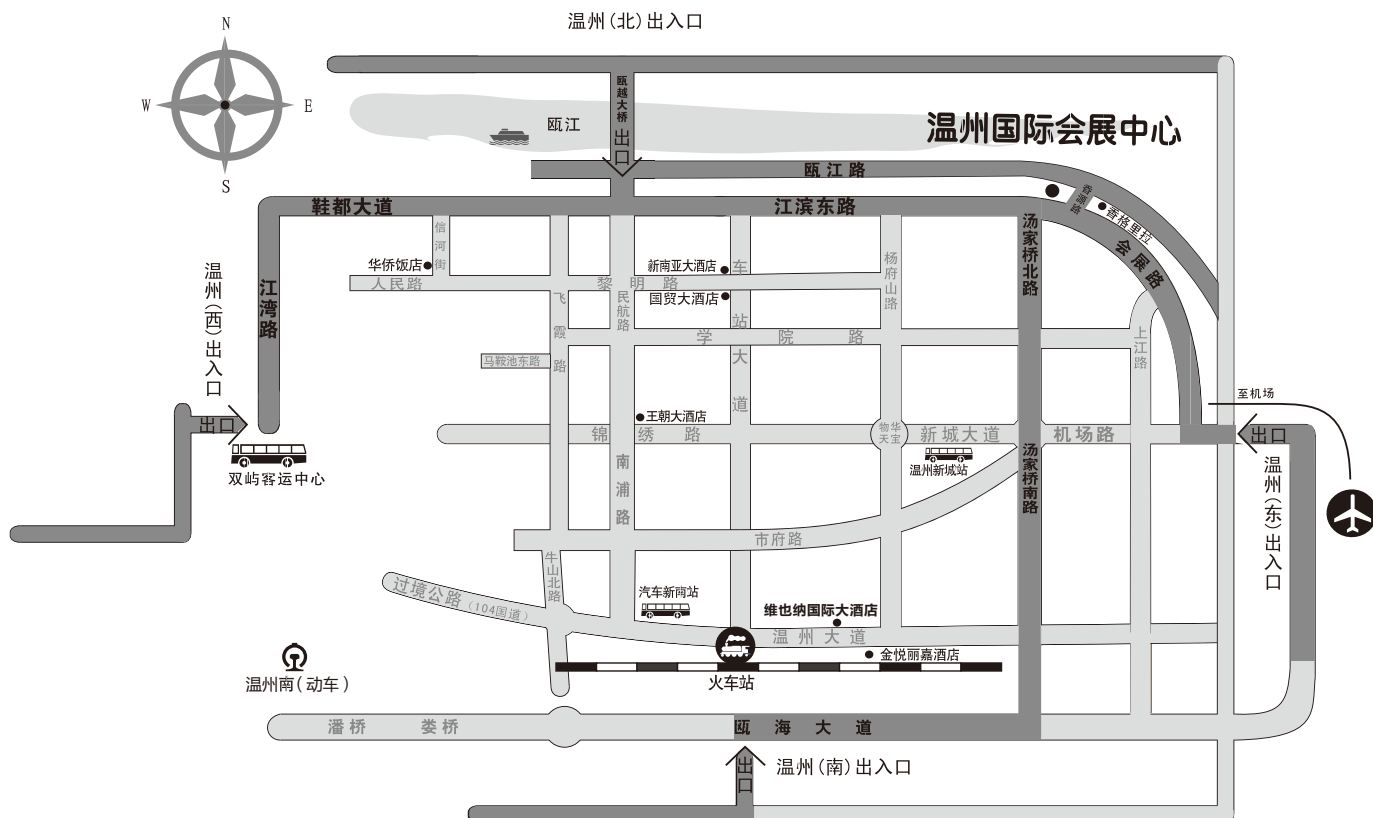 N
温州(北)出入口
W
E
S
瓯越大桥
出口
瓯江
温州国际会展中心
瓯江路
鞋都大道
江滨东路
香格里拉
会展路
汤家桥北路
信河街
华侨饭店
人民路
黎明路
新南亚大酒店
国贸大酒店
车站大道
杨府山路
民航路
飞霞路
学院路
马鞍池东路
上江路
江湾路
温州(西)出入口
出口
双屿客运中心
王朝大酒店
锦绣路
物华天宝
新城大道
机场路
温州新城站
至机场
出口
温州(东)出入口
南浦路
汤家桥南路
市府路
牛山北路
过境公路(104国道)
汽车新南站
维也纳国际大酒店
温州大道
金悦丽嘉酒店
火车站
温州南(动车)
潘桥
娄桥
瓯海大道
出口
温州(南)出入口